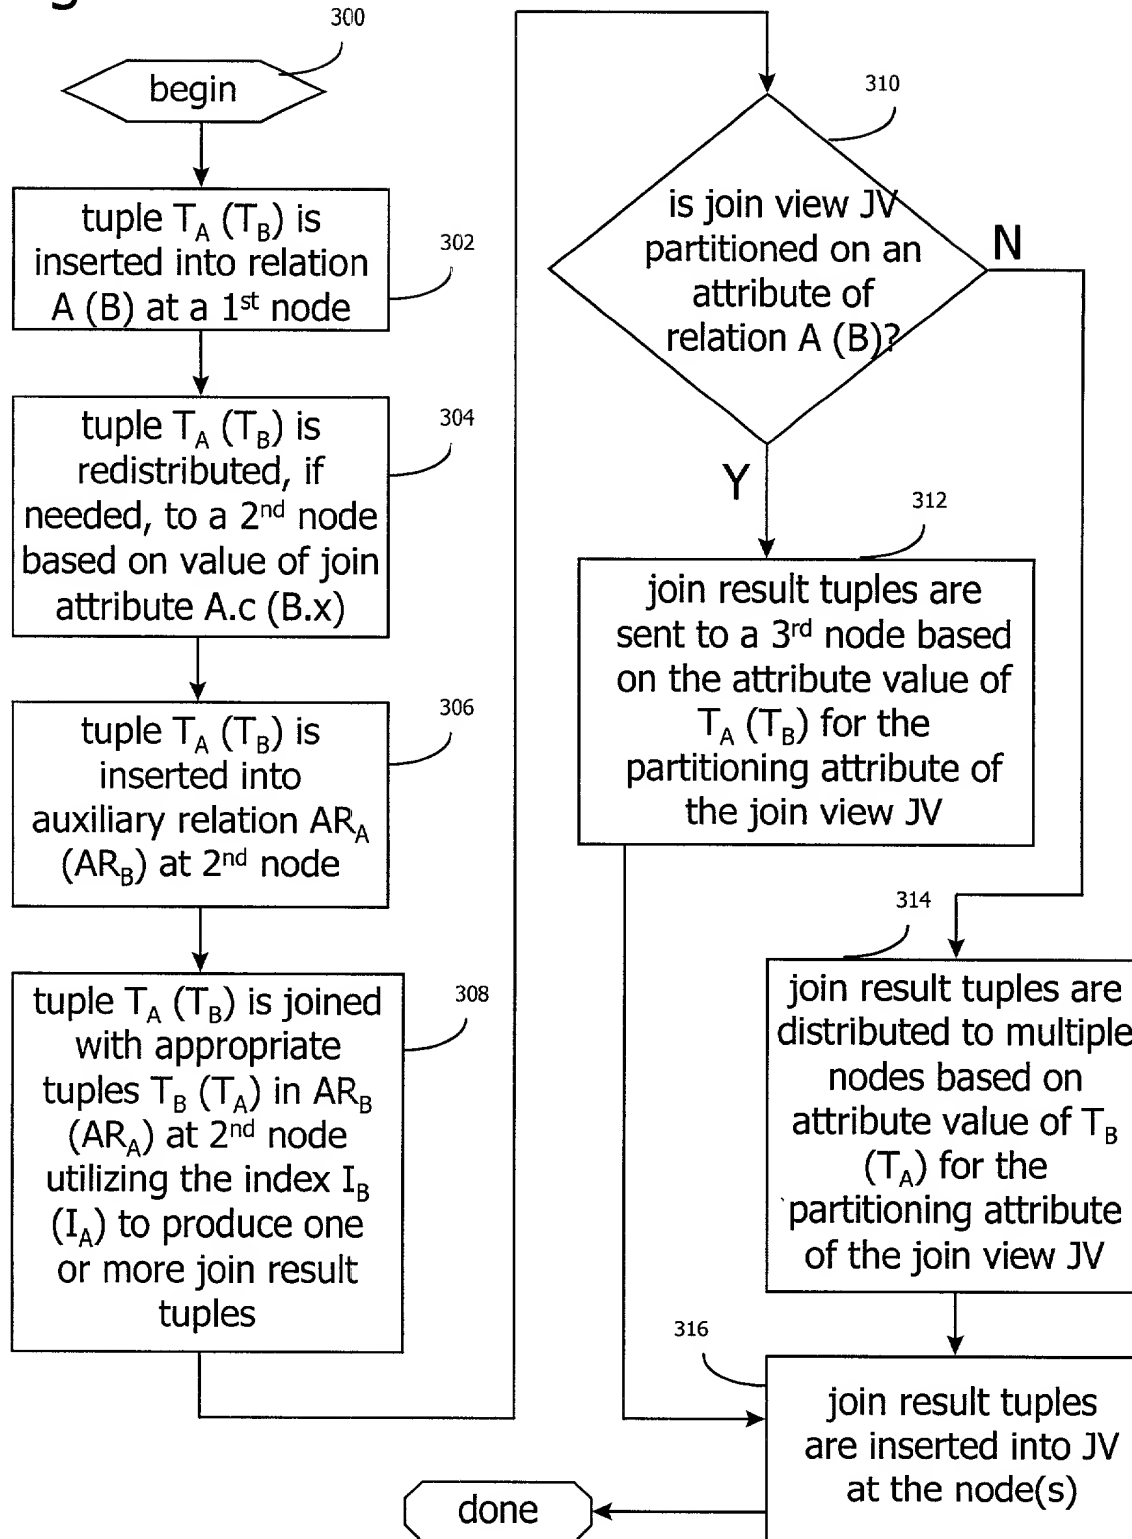 300
begin
tuple T_A (T_B) is
inserted into relation
A (B) at a 1st node
302
tuple T_A (T_B) is
redistributed, if
needed, to a 2nd node
based on value of join
attribute A.c (B.x)
304
tuple T_A (T_B) is
inserted into
auxiliary relation AR_A
(AR_B) at 2nd node
306
tuple T_A (T_B) is joined
with appropriate
tuples T_B (T_A) in AR_B
(AR_A) at 2nd node
utilizing the index I_B
(I_A) to produce one
or more join result
tuples
308
310
is join view JV
partitioned on an
attribute of
relation A (B)?
N
Y
312
join result tuples are
sent to a 3rd node based
on the attribute value of
T_A (T_B) for the
partitioning attribute of
the join view JV
314
join result tuples are
distributed to multiple
nodes based on
attribute value of T_B
(T_A) for the
partitioning attribute
of the join view JV
316
join result tuples
are inserted into JV
at the node(s)
done